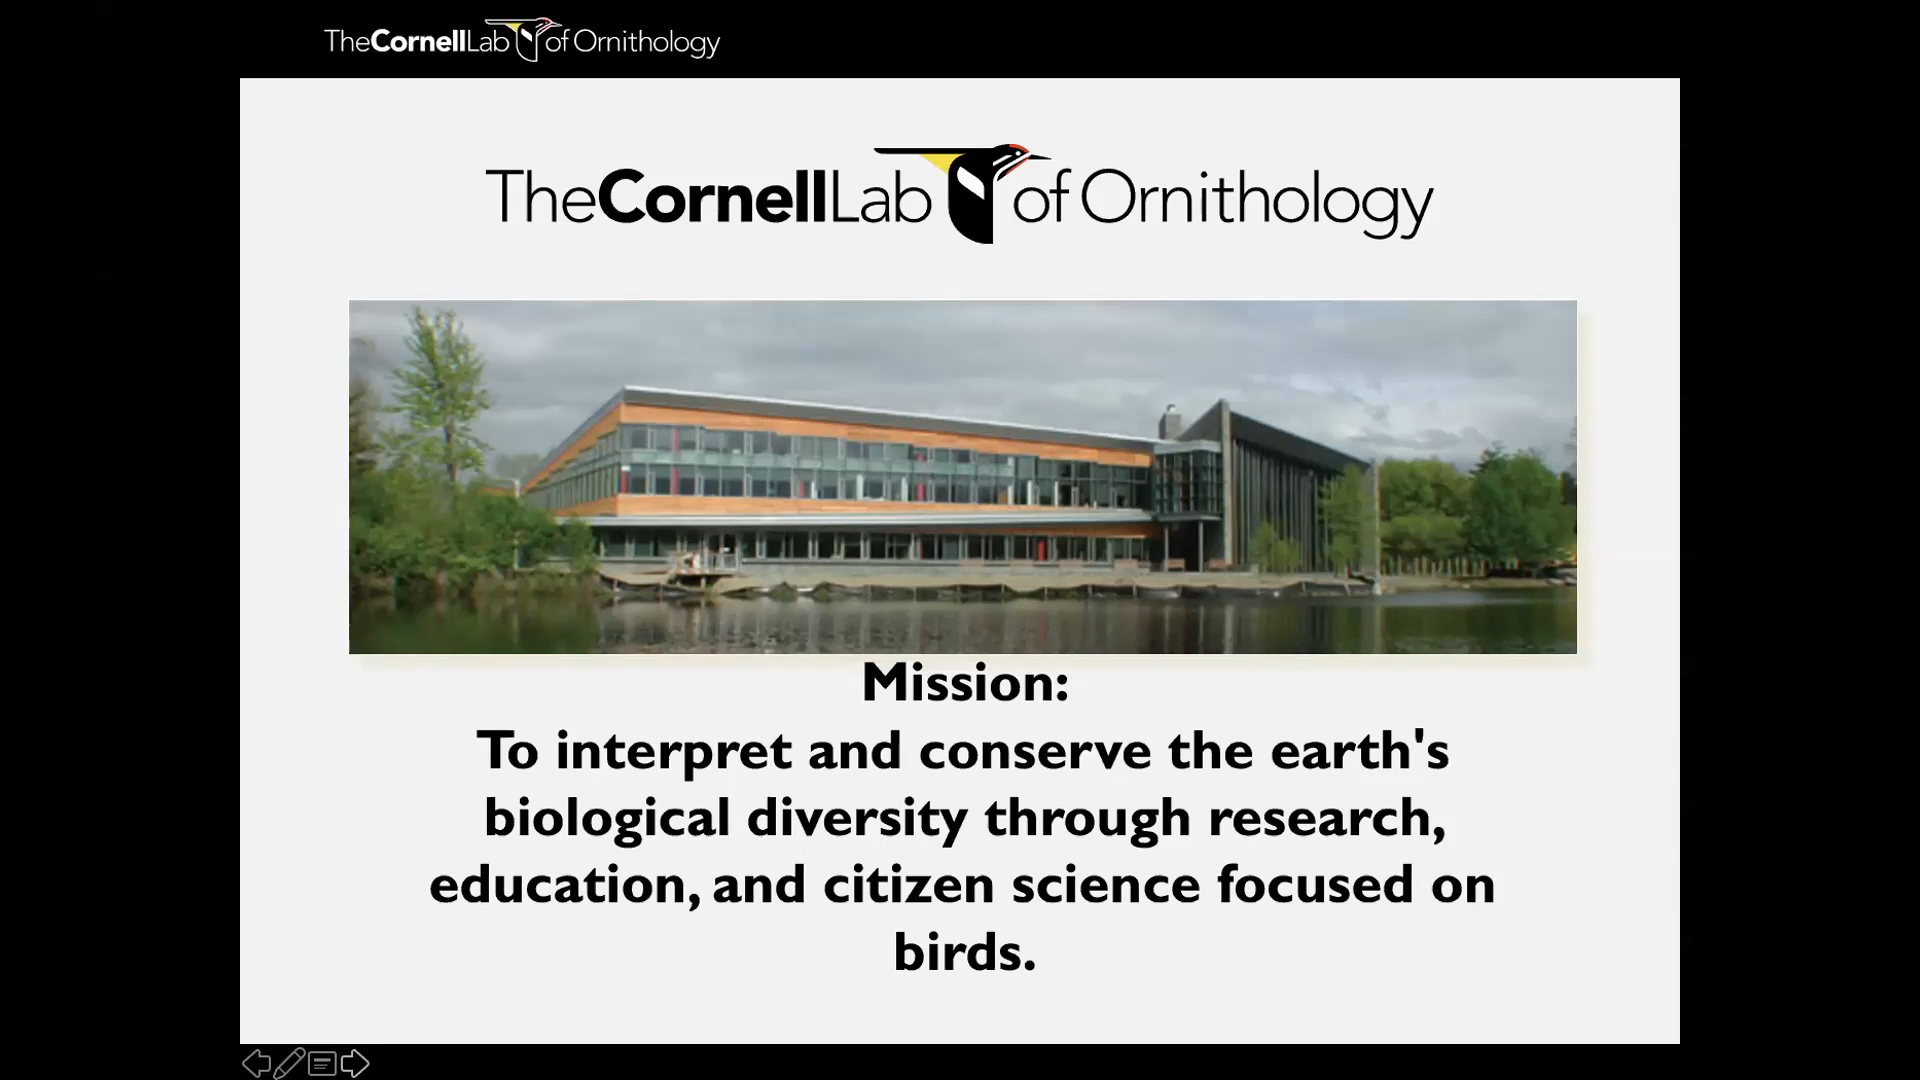 TheCornellLab of Ornithology
TheCornellLab of Ornithology
Mission:
To interpret and conserve the earth's
biological diversity through research,
education, and citizen science focused on
birds.